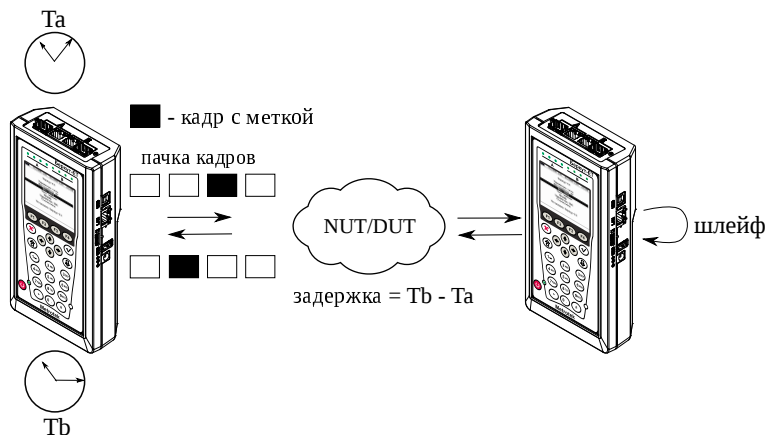 Ta
- кадр с меткой
пачка кадров
NUT/DUT
шлейф
задержка = Tb - Ta
Tb